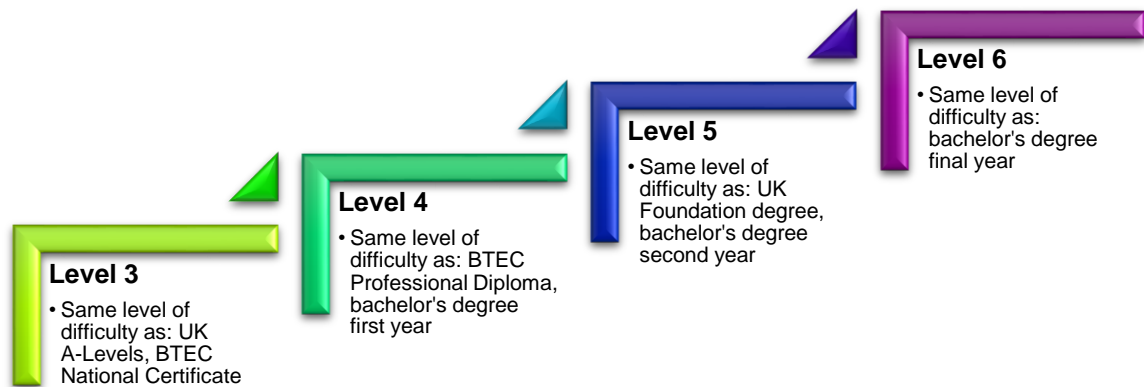 Level 3
• Same level of
difficulty as: UK
A-Levels, BTEC
National Certificate
Level 4
• Same level of
difficulty as: BTEC
Professional Diploma,
bachelor's degree
first year
Level 5
• Same level of
difficulty as: UK
Foundation degree,
bachelor's degree
second year
Level 6
• Same level of
difficulty as:
bachelor's degree
final year